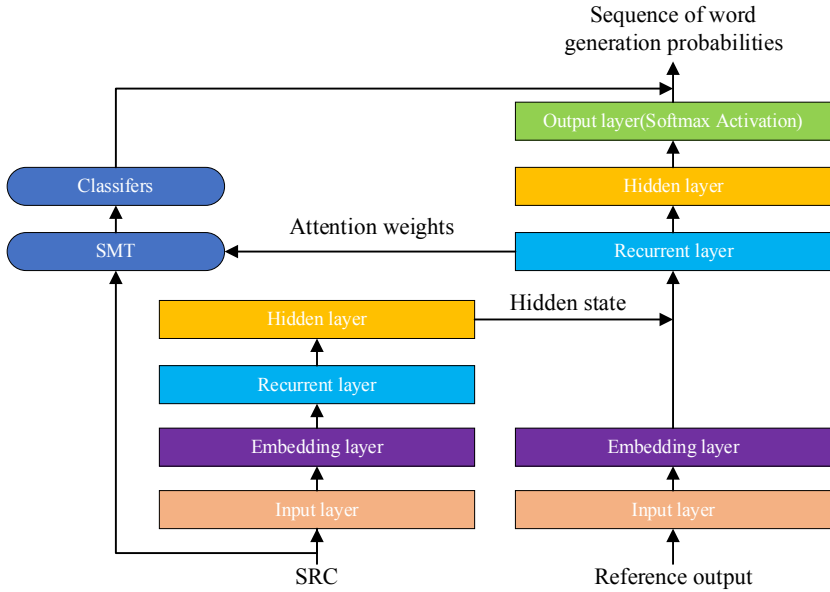 Sequence of word
generation probabilities
Output layer(Softmax Activation)
Classifers
Hidden layer
Attention weights
SMT
Recurrent layer
Hidden layer
Hidden state
Recurrent layer
Embedding layer
Embedding layer
Input layer
Input layer
SRC
Reference output